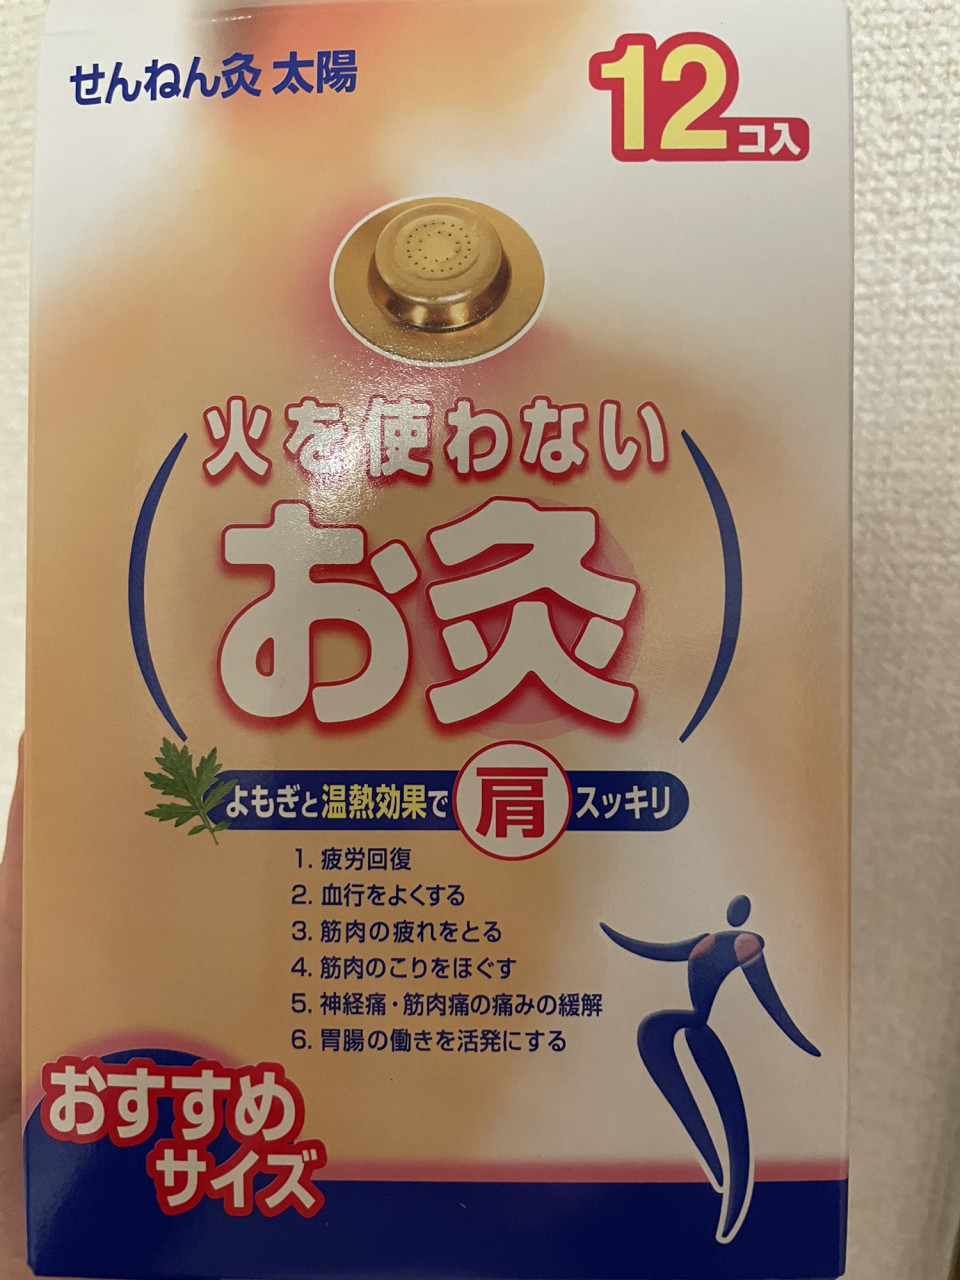 せんねん灸 太陽
12コ入
火を使わない
お灸
よもぎと温熱効果で肩スッキリ
1. 疲労回復
2. 血行をよくする
3. 筋肉の疲れをとる
4. 筋肉のこりをほぐす
5. 神経痛・筋肉痛の痛みの緩解
6. 胃腸の働きを活発にする
おすすめ
サイズ